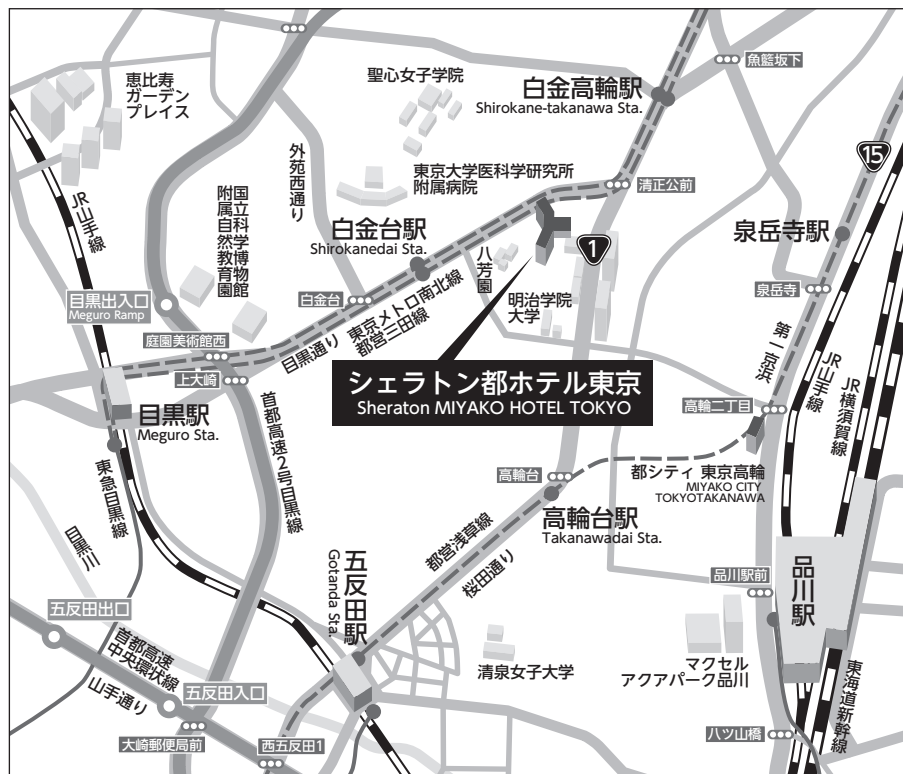 恵比寿
ガーデン
プレイス
聖心女子学院
白金高輪駅
Shirokane-takanawa Sta.
魚籃坂下
JR山手線
外苑西通り
東京大学医科学研究所
附属病院
清正公前
15
国立科学博物館
附属自然教育園
白金台駅
Shirokanedai Sta.
八芳園
1
泉岳寺駅
目黒出入口
Meguro Ramp
白金台
明治学院
大学
泉岳寺
庭園美術館西
目黒通り
東京メトロ南北線
都営三田線
第一京浜
上大崎
シェラトン都ホテル東京
Sheraton MIYAKO HOTEL TOKYO
JR山手線
JR横須賀線
目黒駅
Meguro Sta.
高輪二丁目
首都高速2号目黒線
東急目黒線
高輪台
都シティ 東京高輪
MIYAKO CITY
TOKYOTAKANAWA
目黒川
都営浅草線
高輪台駅
Takanawadai Sta.
桜田通り
五反田駅
Gotanda Sta.
品川駅前
品川駅
五反田出口
首都高速
中央環状線
清泉女子大学
マクセル
アクアパーク品川
山手通り
五反田入口
東海道新幹線
大崎郵便局前
西五反田1
八ツ山橋